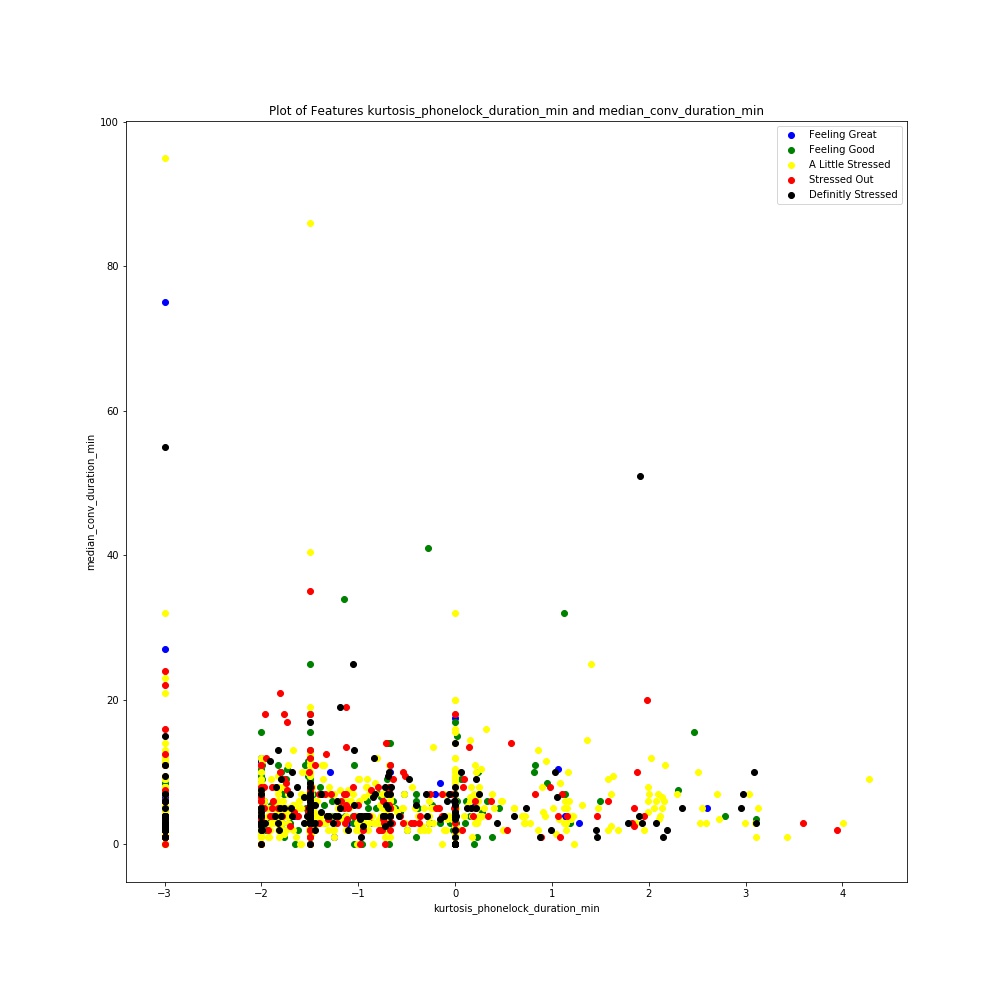 Plot of Features kurtosis_phonelock_duration_min and median_conv_duration_min
100
80
60
40
20
0
median_conv_duration_min
Feeling Great
Feeling Good
A Little Stressed
Stressed Out
Definitly Stressed
−3
−2
−1
0
1
2
3
4
kurtosis_phonelock_duration_min